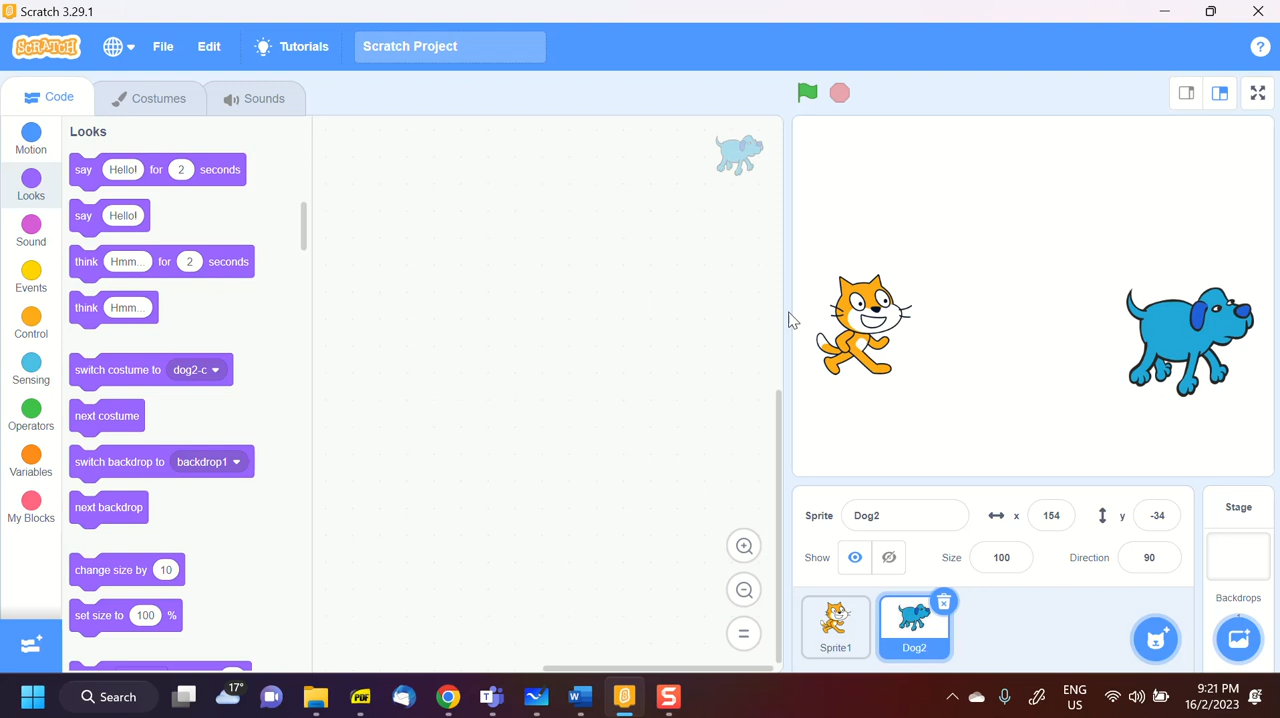 Scratch 3.29.1
SCRATCH File Edit Tutorials Scratch Project ?
Code Costumes Sounds
Motion
Looks
Sound
Events
Control
Sensing
Operators
Variables
My Blocks
Looks
say Hello! for 2 seconds
say Hello!
think Hmm... for 2 seconds
think Hmm...
switch costume to dog2-c
next costume
switch backdrop to backdrop1
next backdrop
change size by 10
set size to 100 %
Sprite Dog2 x 154 y -34
Show Size 100 Direction 90
Sprite1
Dog2
Stage
Backdrops
Search
17°
PDF
ENG
US
9:21 PM
16/2/2023